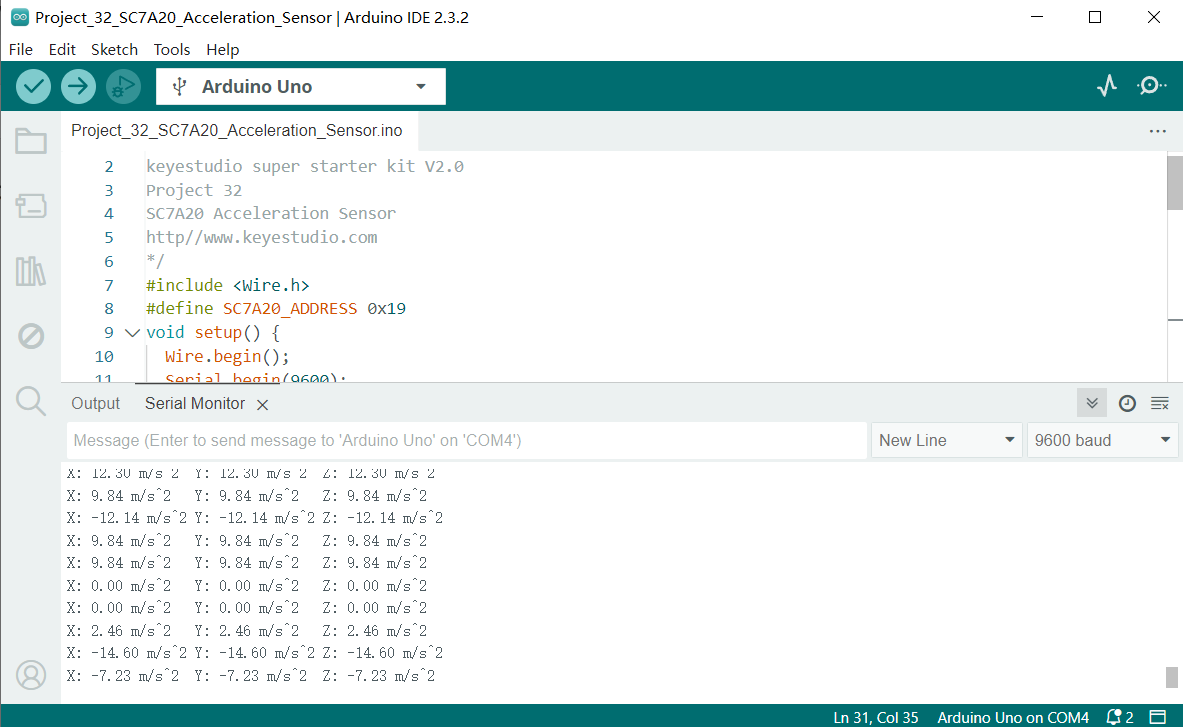 Project_32_SC7A20_Acceleration_Sensor | Arduino IDE 2.3.2
File Edit Sketch Tools Help
Arduino Uno
Project_32_SC7A20_Acceleration_Sensor.ino
2 keyestudio super starter kit V2.0
3 Project 32
4 SC7A20 Acceleration Sensor
5 http//www.keyestudio.com
6 */
7 #include <Wire.h>
8 #define SC7A20_ADDRESS 0x19
9 void setup() {
10 Wire.begin();
11 Serial.begin(9600);
Output Serial Monitor
Message (Enter to send message to 'Arduino Uno' on 'COM4')
New Line
9600 baud
X: 12.30 m/s^2 Y: 12.30 m/s^2 Z: 12.30 m/s^2
X: 9.84 m/s^2 Y: 9.84 m/s^2 Z: 9.84 m/s^2
X: -12.14 m/s^2 Y: -12.14 m/s^2 Z: -12.14 m/s^2
X: 9.84 m/s^2 Y: 9.84 m/s^2 Z: 9.84 m/s^2
X: 9.84 m/s^2 Y: 9.84 m/s^2 Z: 9.84 m/s^2
X: 0.00 m/s^2 Y: 0.00 m/s^2 Z: 0.00 m/s^2
X: 0.00 m/s^2 Y: 0.00 m/s^2 Z: 0.00 m/s^2
X: 2.46 m/s^2 Y: 2.46 m/s^2 Z: 2.46 m/s^2
X: -14.60 m/s^2 Y: -14.60 m/s^2 Z: -14.60 m/s^2
X: -7.23 m/s^2 Y: -7.23 m/s^2 Z: -7.23 m/s^2
Ln 31, Col 35 Arduino Uno on COM4 2